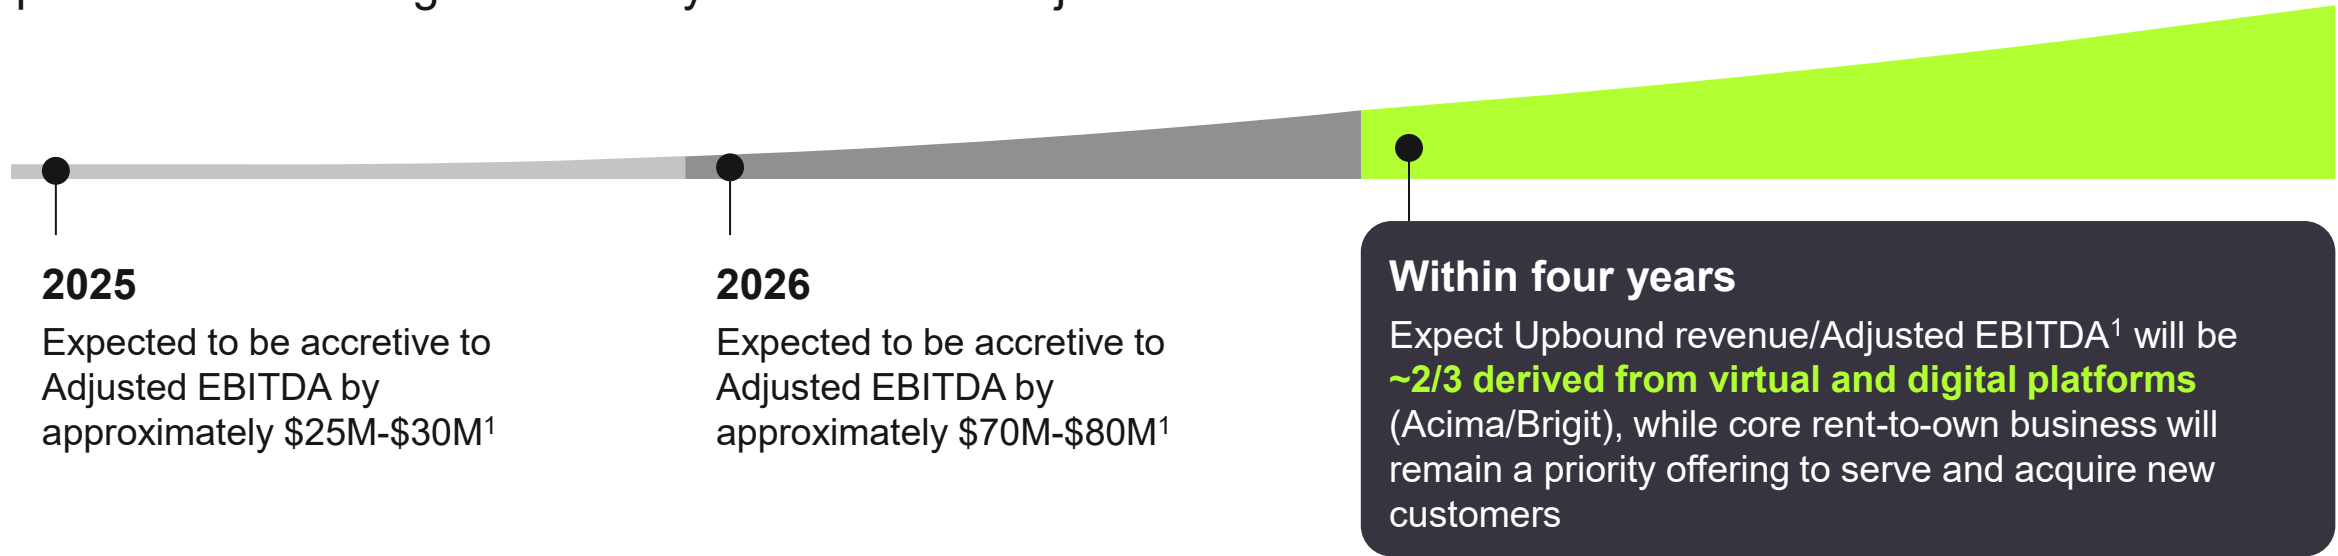 2025
Expected to be accretive to
Adjusted EBITDA by
approximately $25M-$30M¹
2026
Expected to be accretive to
Adjusted EBITDA by
approximately $70M-$80M¹
Within four years
Expect Upbound revenue/Adjusted EBITDA¹ will be
~2/3 derived from virtual and digital platforms
(Acima/Brigit), while core rent-to-own business will
remain a priority offering to serve and acquire new
customers